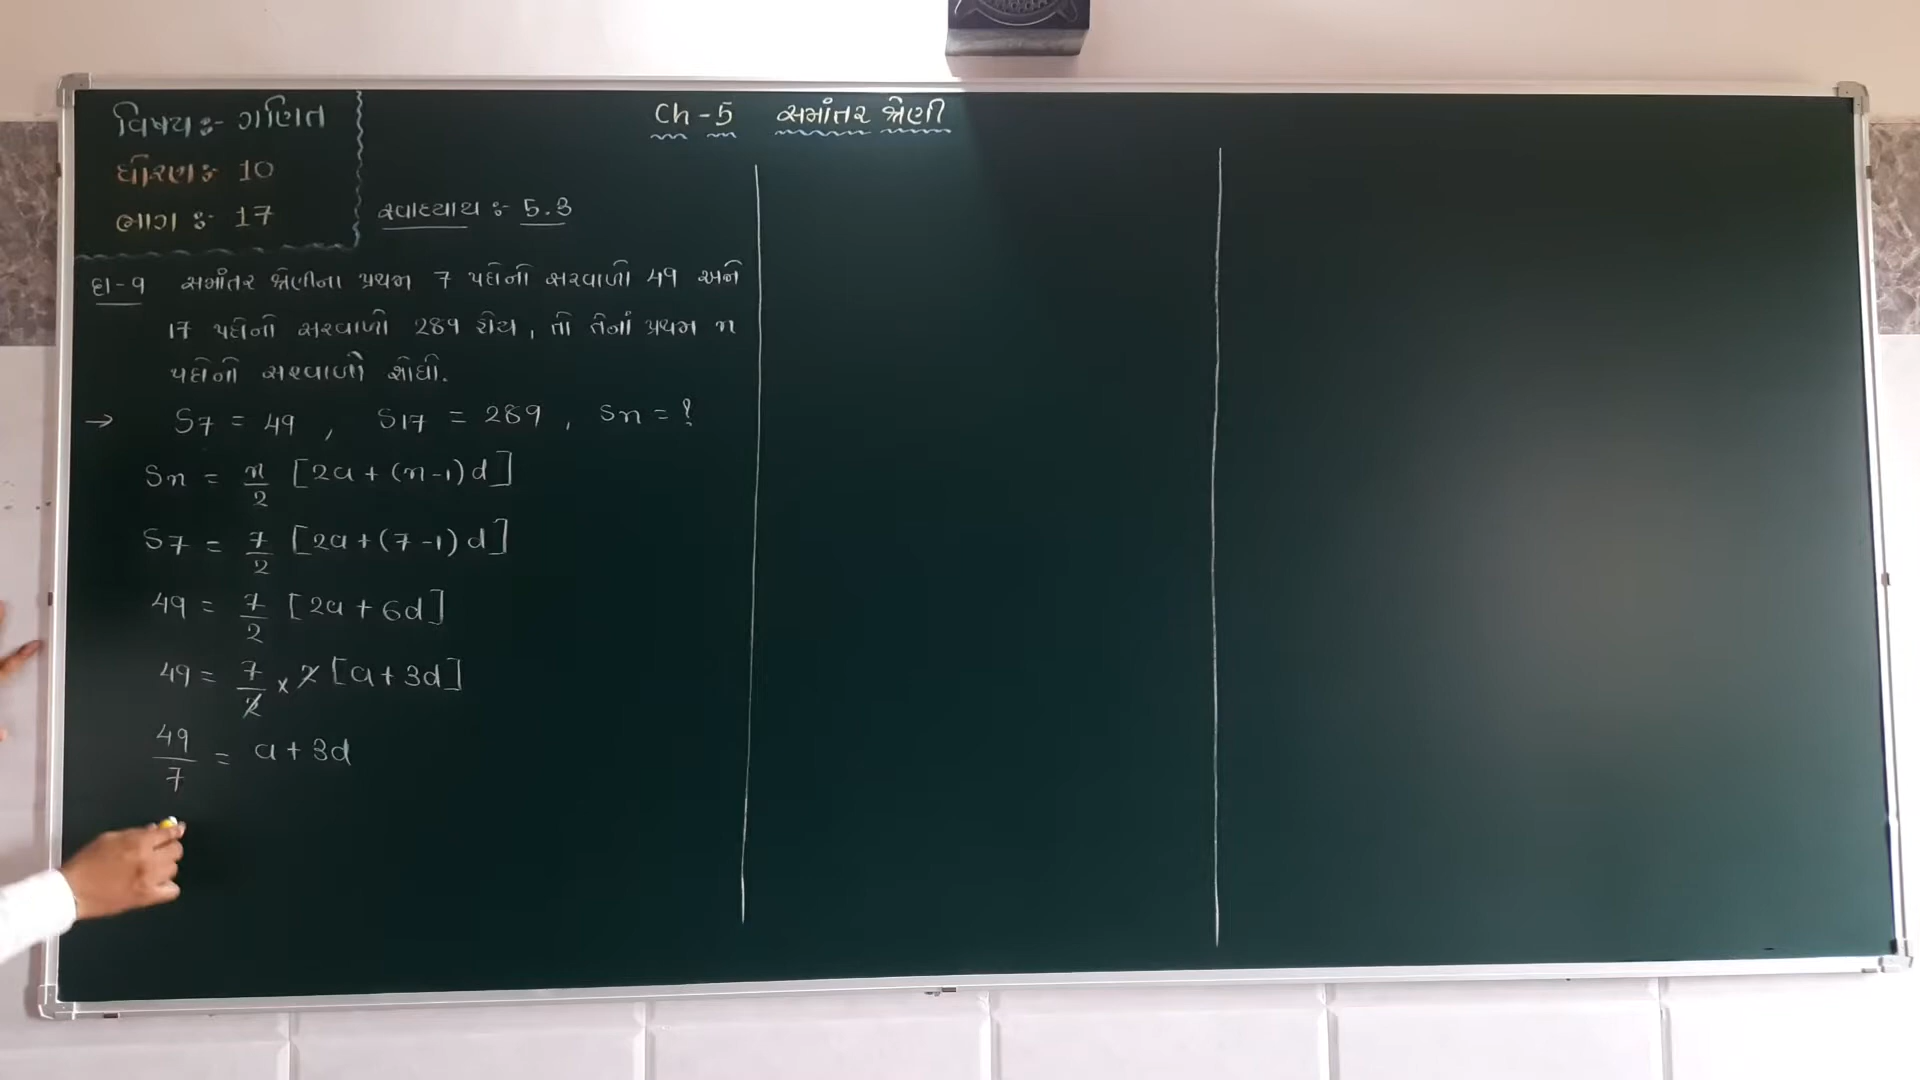 વિષય :- ગણિત
ધોરણ :- 10
ભાગ :- 17
Ch - 5 સમાંતર શ્રેણી
સ્વાધ્યાય :- 5.3
દા-9 સમાંતર શ્રેણીના પ્રથમ 7 પદોનો સરવાળો 49 અને
17 પદોનો સરવાળો 289 હોય, તો તેનાં પ્રથમ n
પદોનો સરવાળો શોધો.
→ S7 = 49 , S17 = 289 , Sn = ?
Sn = n/2 [2a + (n-1) d]
S7 = 7/2 [2a + (7-1) d]
49 = 7/2 [2a + 6d]
49 = 7/2 × 2 [a + 3d]
49/7 = a + 3d